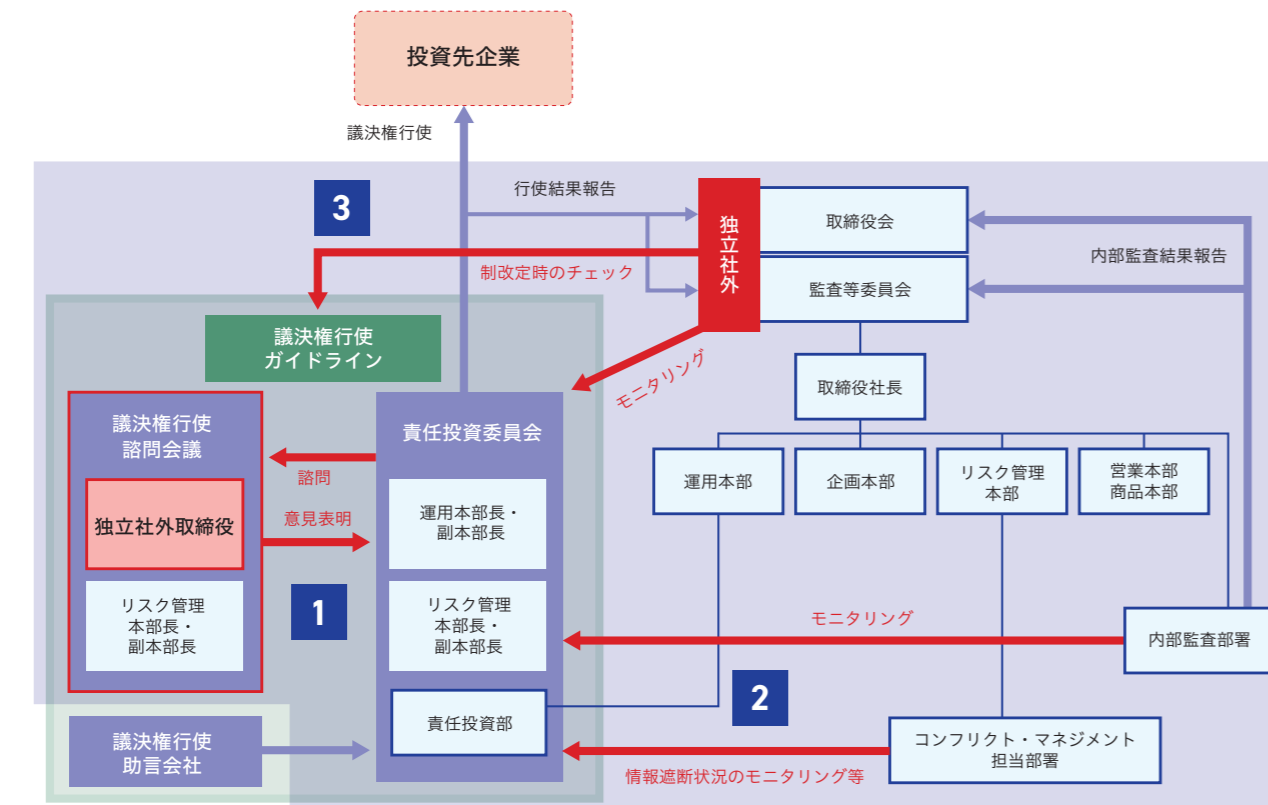 投資先企業
議決権行使
3
行使結果報告
独立社外
取締役会
内部監査結果報告
制改定時のチェック
監査等委員会
議決権行使
ガイドライン
モニタリング
取締役社長
議決権行使
諮問会議
責任投資委員会
諮問
運用本部
企画本部
リスク管理
本部
営業本部
商品本部
独立社外取締役
意見表明
運用本部長・
副本部長
リスク管理
本部長・
副本部長
1
リスク管理
本部長・
副本部長
モニタリング
内部監査部署
2
責任投資部
議決権行使
助言会社
コンフリクト・マネジメント
担当部署
情報遮断状況のモニタリング等